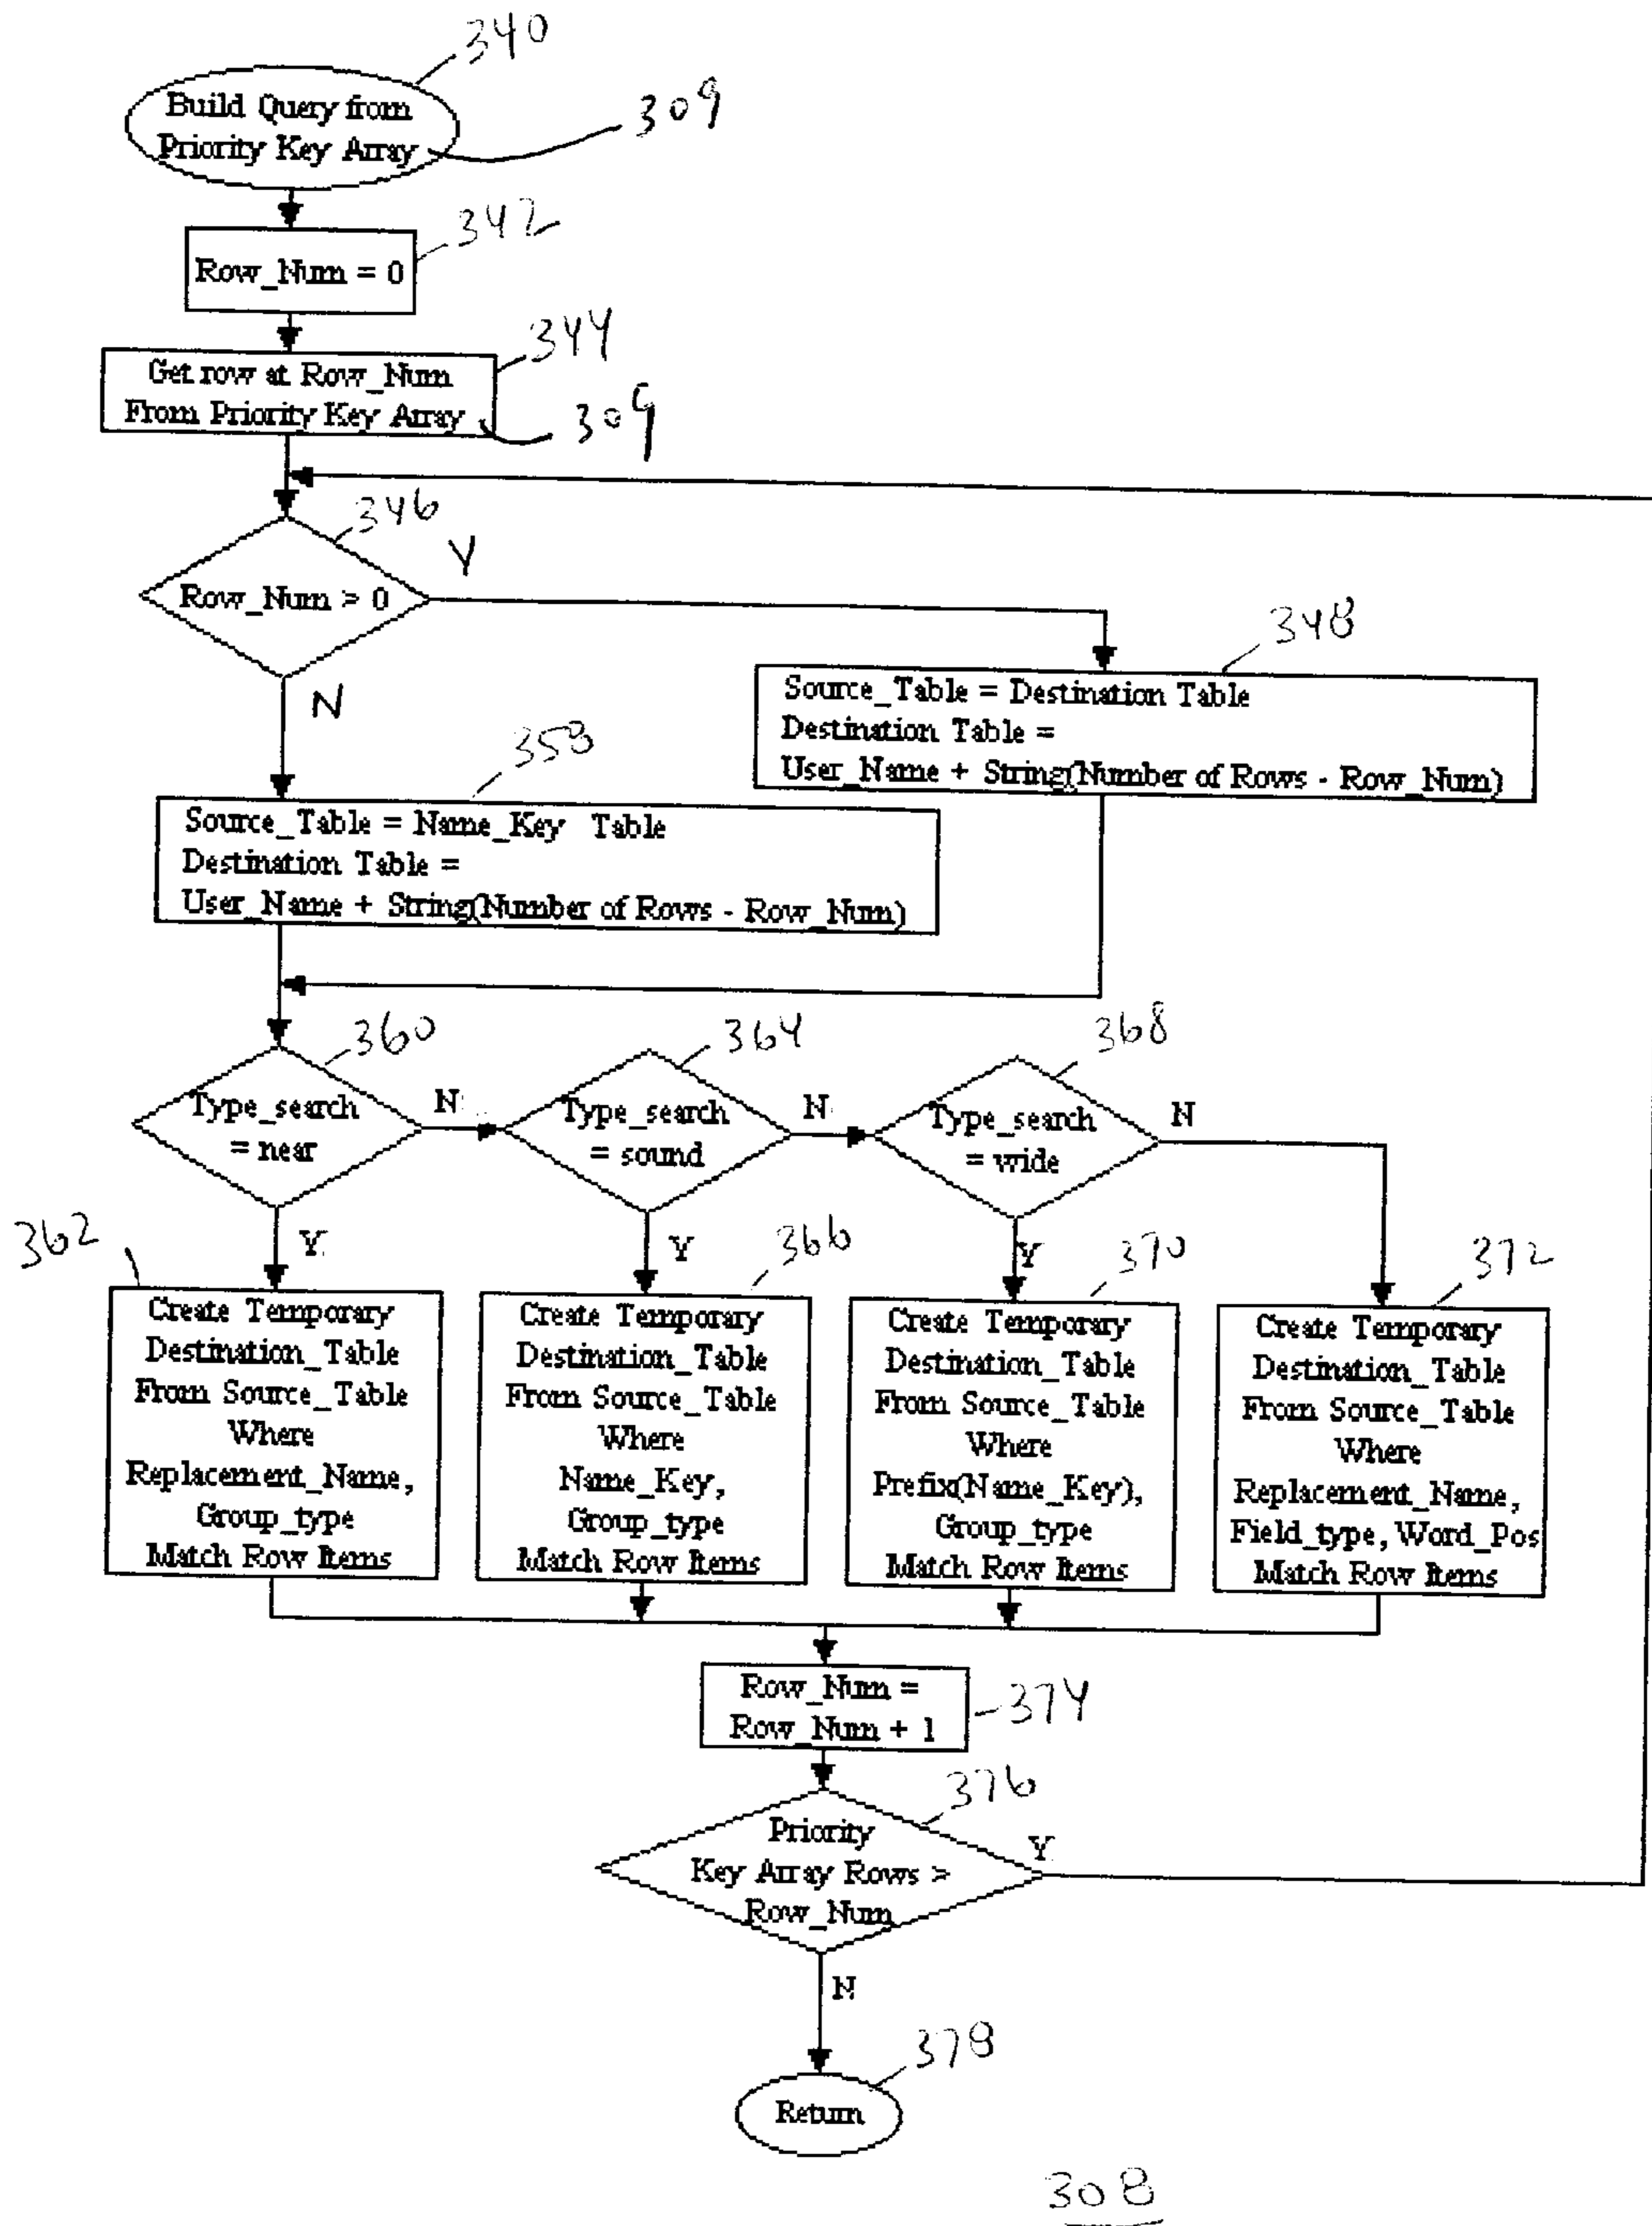 340
Build Query from
Priority Key Array
309
342
Row_Num = 0
344
Get row at Row_Num
From Priority Key Array
309
346
Row_Num > 0
Y
N
348
Source_Table = Destination Table
Destination Table =
User_Name + String(Number of Rows - Row_Num)
358
Source_Table = Name_Key Table
Destination Table =
User_Name + String(Number of Rows - Row_Num)
360
Type_search
= near
N
Y
364
Type_search
= sound
N
Y
368
Type_search
= wide
N
Y
362
Create Temporary
Destination_Table
From Source_Table
Where
Replacement_Name,
Group_type
Match Row Items
366
Create Temporary
Destination_Table
From Source_Table
Where
Name_Key,
Group_type
Match Row Items
370
Create Temporary
Destination_Table
From Source_Table
Where
Prefix(Name_Key),
Group_type
Match Row Items
372
Create Temporary
Destination_Table
From Source_Table
Where
Replacement_Name,
Field_type, Word_Pos
Match Row Items
Row_Num =
Row_Num + 1
374
376
Priority
Key Array Rows >
Row_Num
Y
N
378
Return
308